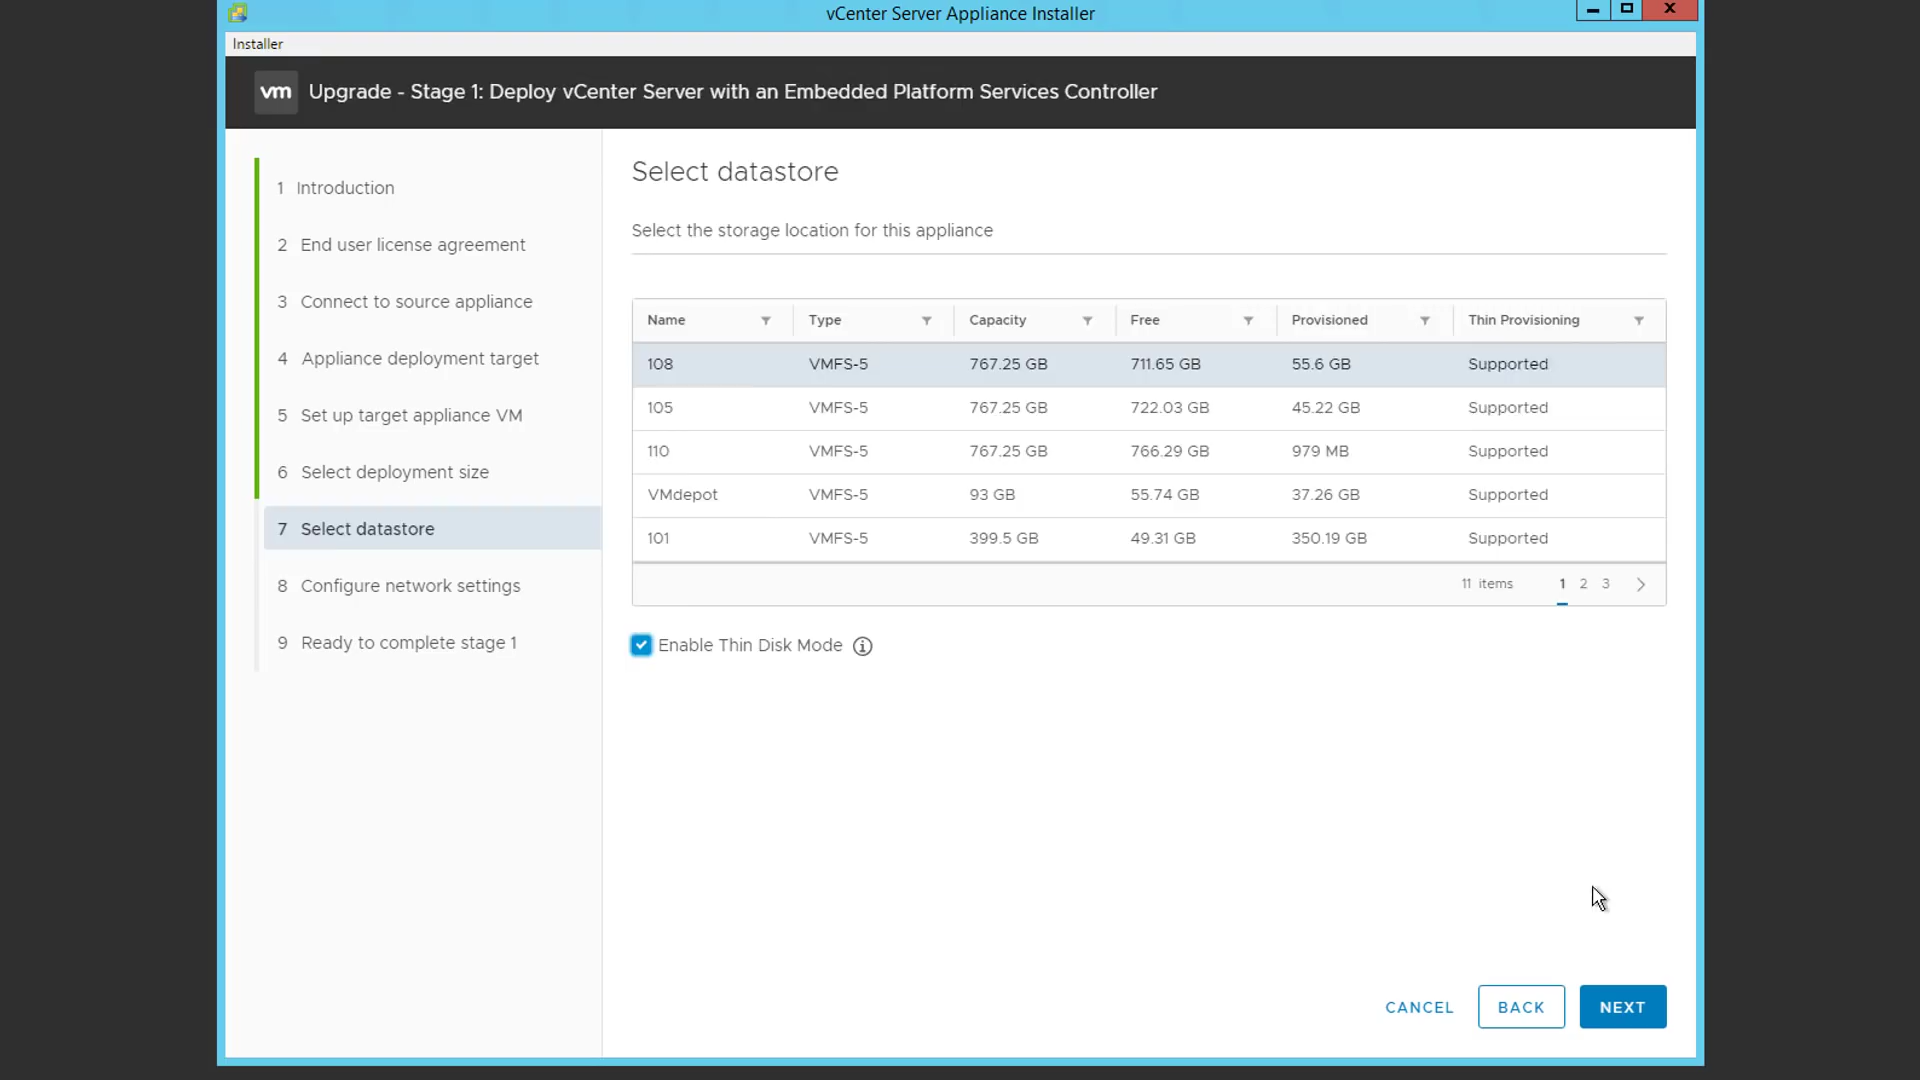 vCenter Server Appliance Installer
Installer
vm Upgrade - Stage 1: Deploy vCenter Server with an Embedded Platform Services Controller
1 Introduction
2 End user license agreement
3 Connect to source appliance
4 Appliance deployment target
5 Set up target appliance VM
6 Select deployment size
7 Select datastore
8 Configure network settings
9 Ready to complete stage 1
Select datastore
Select the storage location for this appliance
Name Type Capacity Free Provisioned Thin Provisioning
108 VMFS-5 767.25 GB 711.65 GB 55.6 GB Supported
105 VMFS-5 767.25 GB 722.03 GB 45.22 GB Supported
110 VMFS-5 767.25 GB 766.29 GB 979 MB Supported
VMdepot VMFS-5 93 GB 55.74 GB 37.26 GB Supported
101 VMFS-5 399.5 GB 49.31 GB 350.19 GB Supported
11 items 1 2 3
Enable Thin Disk Mode
CANCEL BACK NEXT